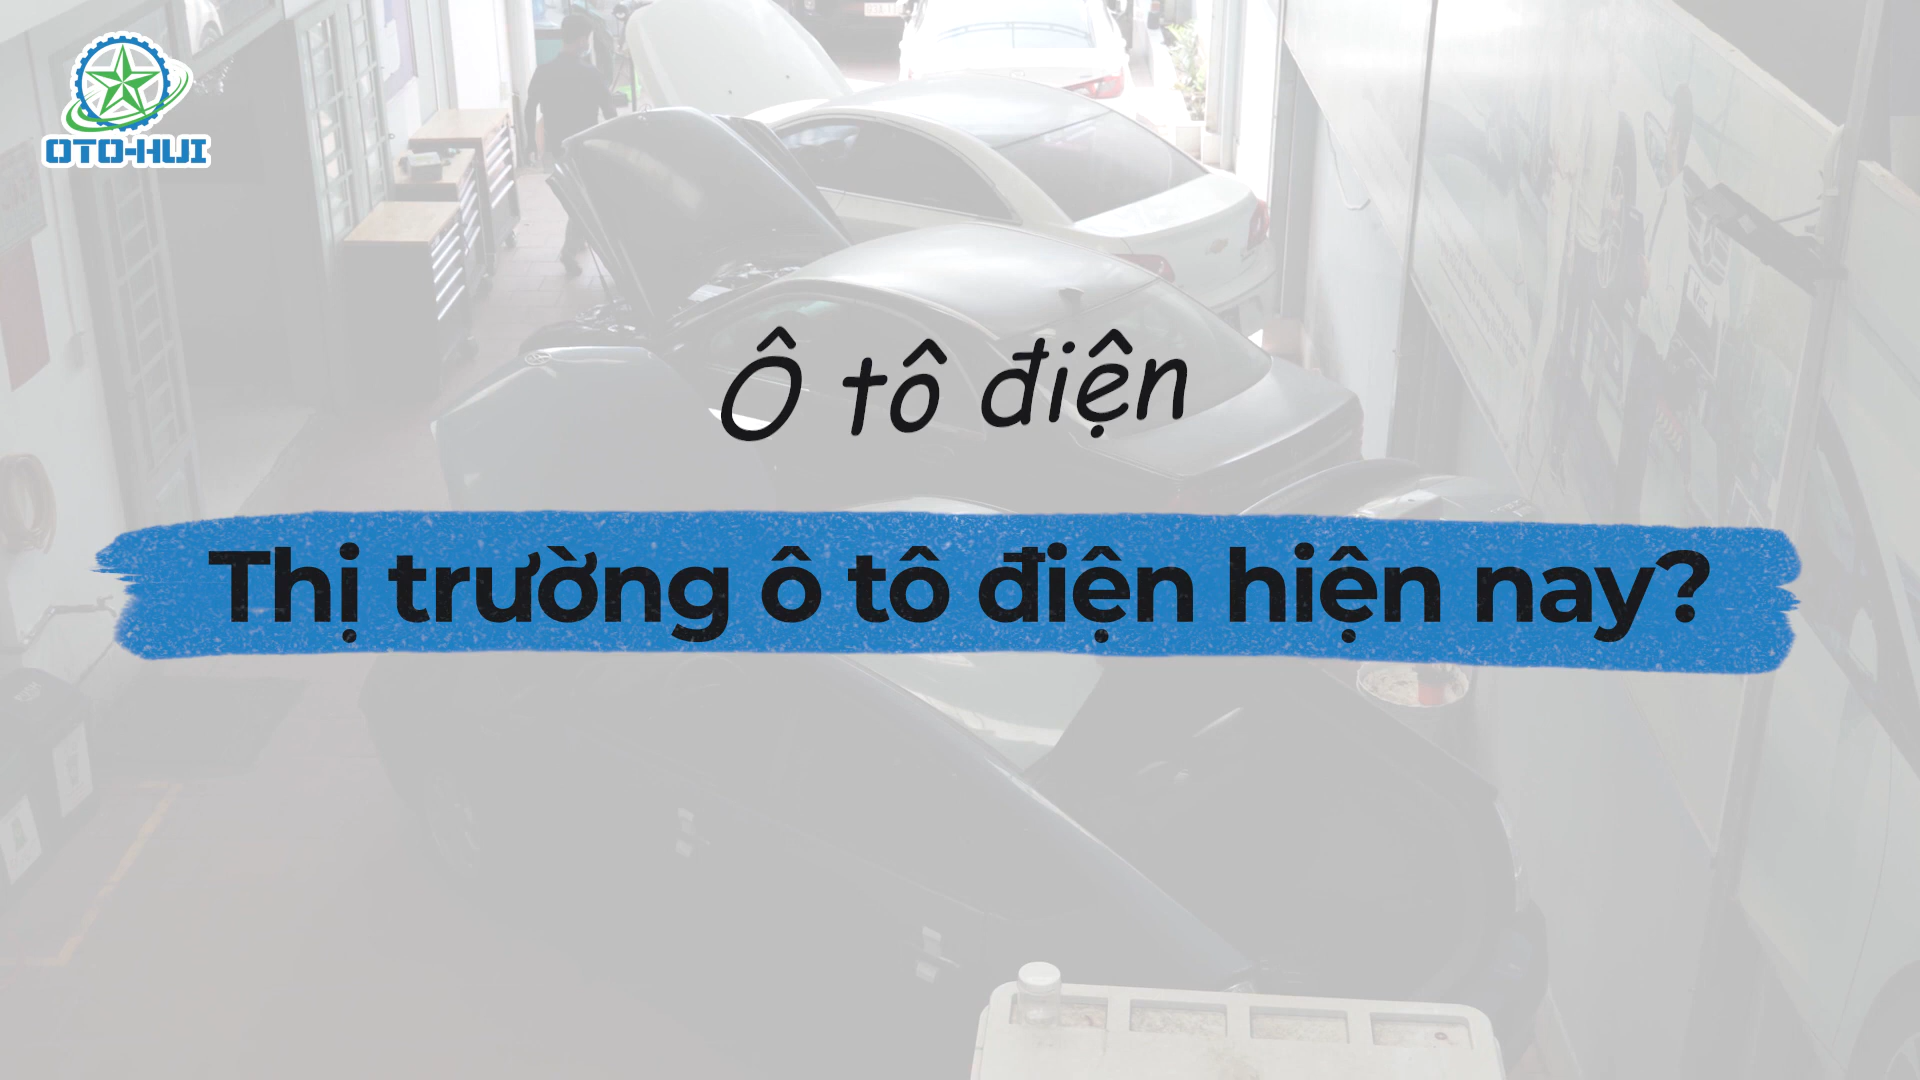 OTO-HUI
Ô tô điện
Thị trường ô tô điện hiện nay?